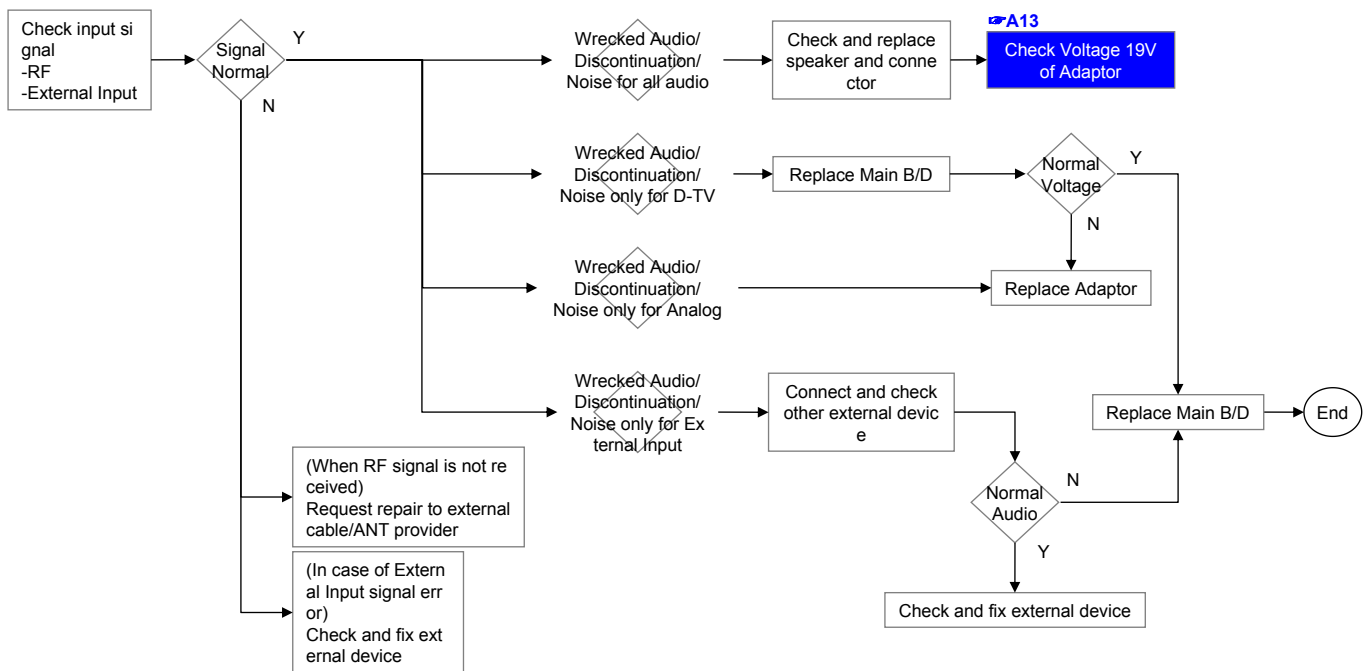 Check input si
gnal
-RF
-External Input
Signal
Normal
Y
N
Wrecked Audio/
Discontinuation/
Noise for all audio
Check and replace
speaker and conne
ctor
☞A13
Check Voltage 19V
of Adaptor
Wrecked Audio/
Discontinuation/
Noise only for D-TV
Replace Main B/D
Normal
Voltage
Y
N
Wrecked Audio/
Discontinuation/
Noise only for Analog
Replace Adaptor
Wrecked Audio/
Discontinuation/
Noise only for Ex
ternal Input
Connect and check
other external devic
e
Replace Main B/D
End
Normal
Audio
N
Y
Check and fix external device
(When RF signal is not re
ceived)
Request repair to external
cable/ANT provider
(In case of Extern
al Input signal err
or)
Check and fix ext
ernal device